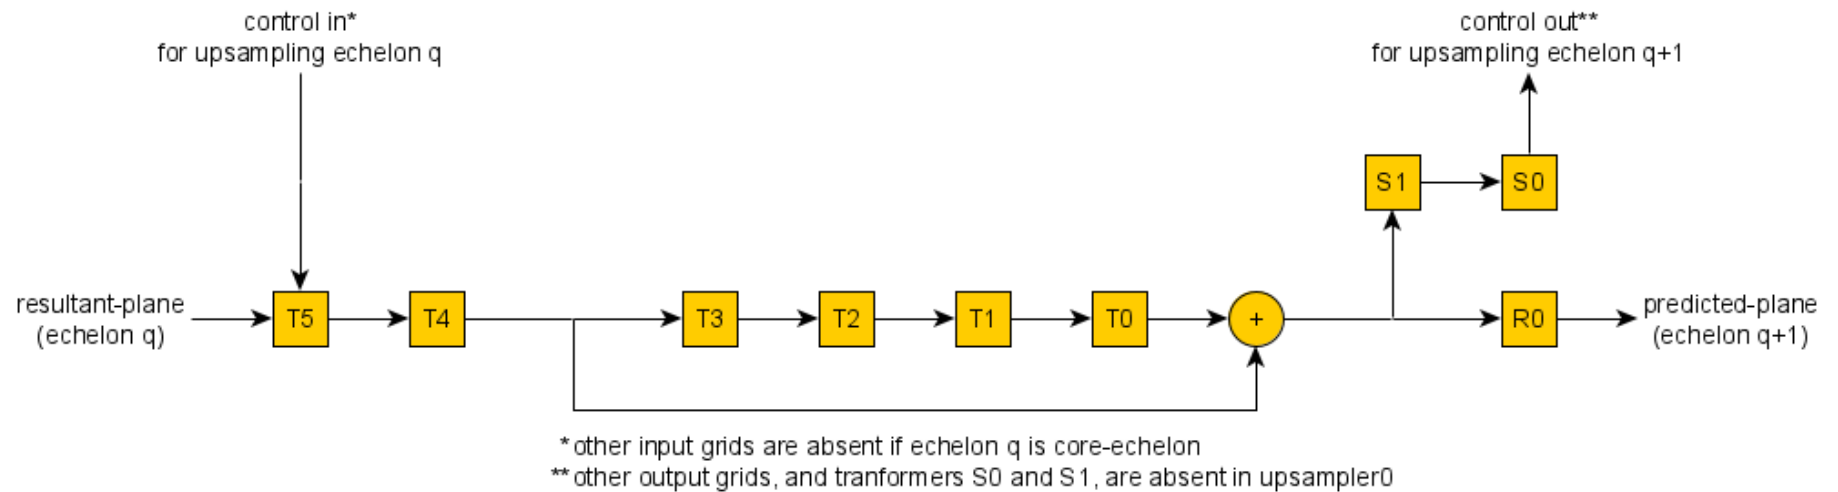 control in*
for upsampling echelon q
control out**
for upsampling echelon q+1
S1
S0
resultant-plane
(echelon q)
T5
T4
T3
T2
T1
T0
+
R0
predicted-plane
(echelon q+1)
*other input grids are absent if echelon q is core-echelon
**other output grids, and tranformers S0 and S1, are absent in upsampler0